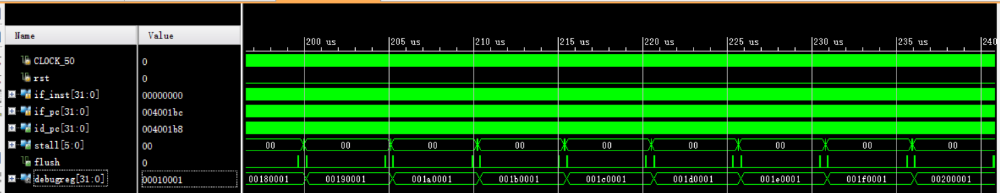 Name Value
200 us 205 us 210 us 215 us 220 us 225 us 230 us 235 us 240
CLOCK_50 0
rst 0
if_inst[31:0] 00000000
if_pc[31:0] 004001bc
id_pc[31:0] 004001b8
stall[5:0] 00 00 00 00 00 00 00 00 00 00
flush 0
debugreg[31:0] 00010001 00180001 00190001 001a0001 001b0001 001c0001 001d0001 001e0001 001f0001 00200001